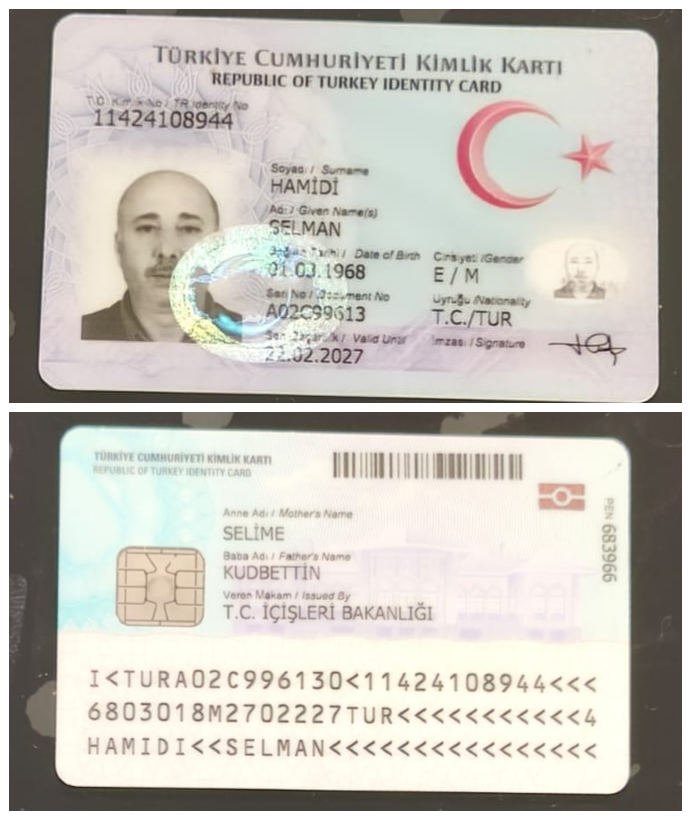 TÜRKİYE CUMHURİYETİ KİMLİK KARTI
REPUBLIC OF TURKEY IDENTITY CARD
T.C. Kimlik No / TR Identity No
11424108944
Soyadı / Surname
HAMİDİ
Adı / Given Name(s)
SELMAN
Doğum Tarihi / Date of Birth Cinsiyeti /Gender
01.03.1968 E / M
Seri No / Document No Uyruğu /Nationality
A02C99613 T.C./TUR
Son Geçerlilik / Valid Until İmzası / Signature
22.02.2027
TÜRKİYE CUMHURİYETİ KİMLİK KARTI
REPUBLIC OF TURKEY IDENTITY CARD
Anne Adı / Mother's Name
SELİME
Baba Adı / Father's Name
KUDBETTİN
Veren Makam / Issued By
T.C. İÇİŞLERİ BAKANLIĞI
PEN 683966
I<TURA02C996130<11424108944<<<
6803018M2702227TUR<<<<<<<<<<<4
HAMIDI<<SELMAN<<<<<<<<<<<<<<<<